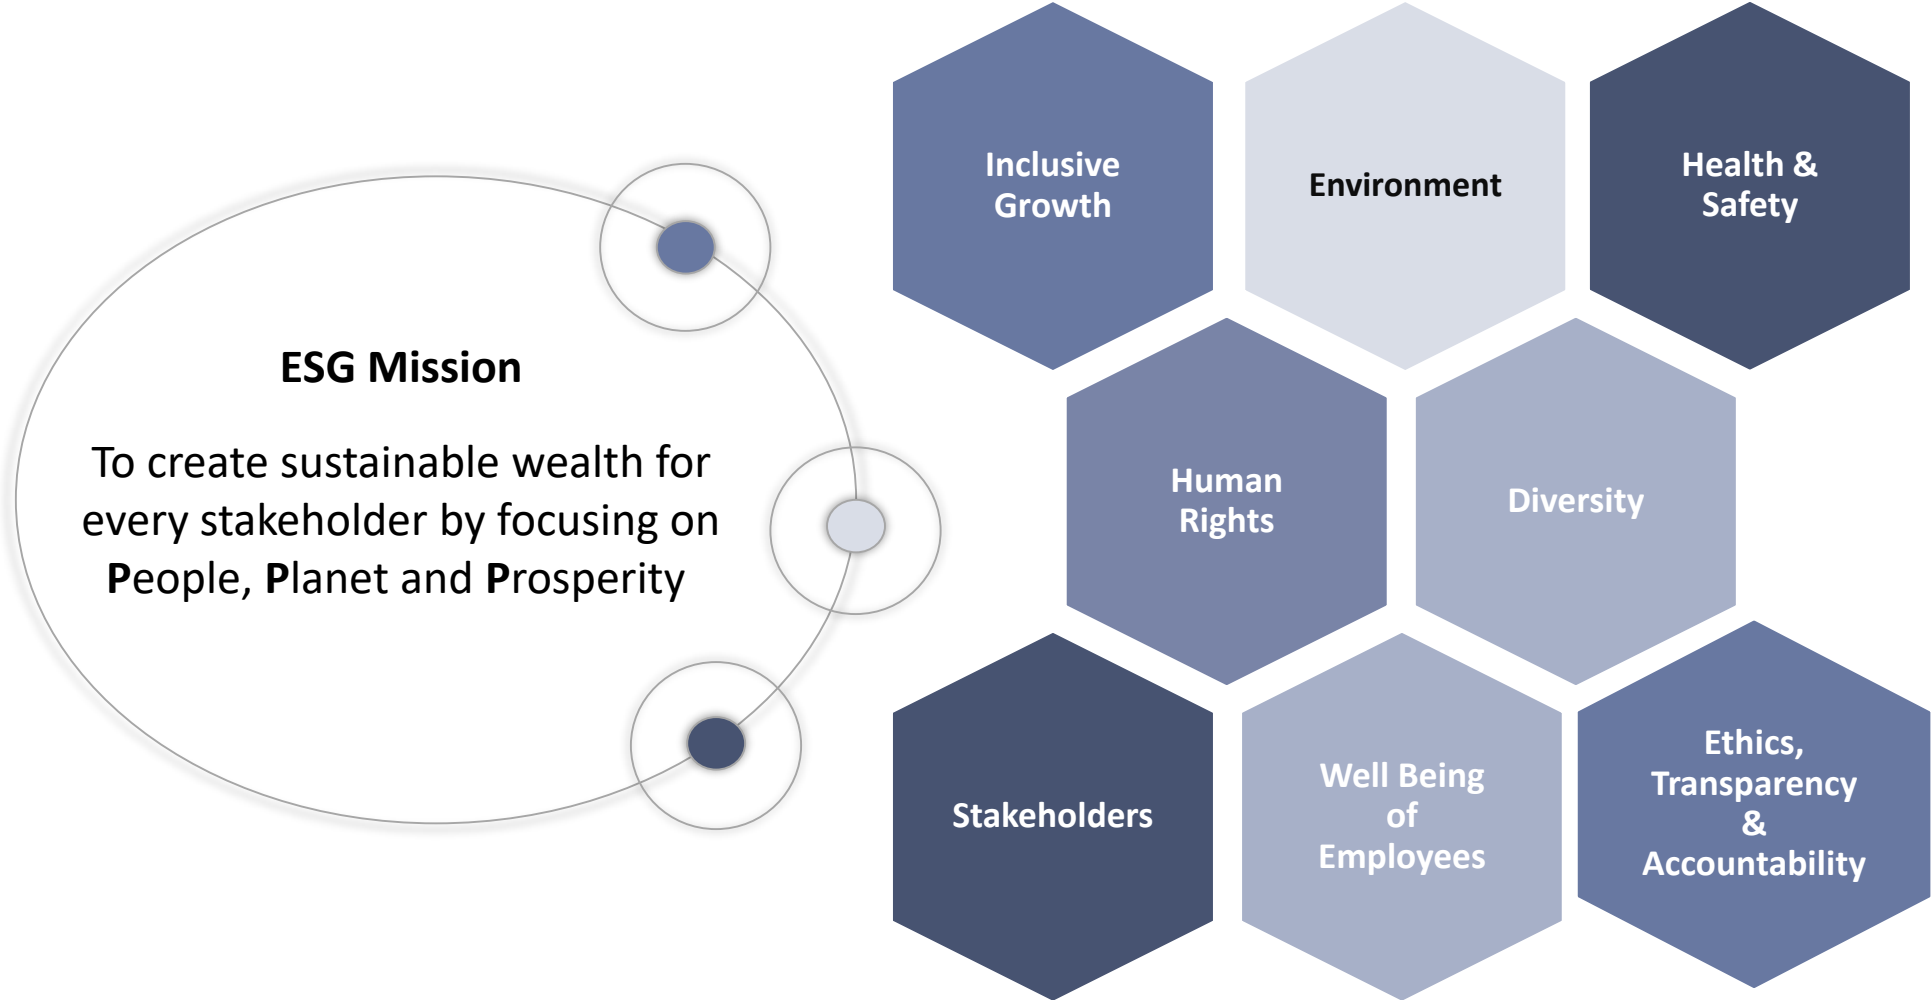 ESG Mission
To create sustainable wealth for
every stakeholder by focusing on
People, Planet and Prosperity
Inclusive
Growth
Environment
Health &
Safety
Human
Rights
Diversity
Stakeholders
Well Being
of
Employees
Ethics,
Transparency
&
Accountability